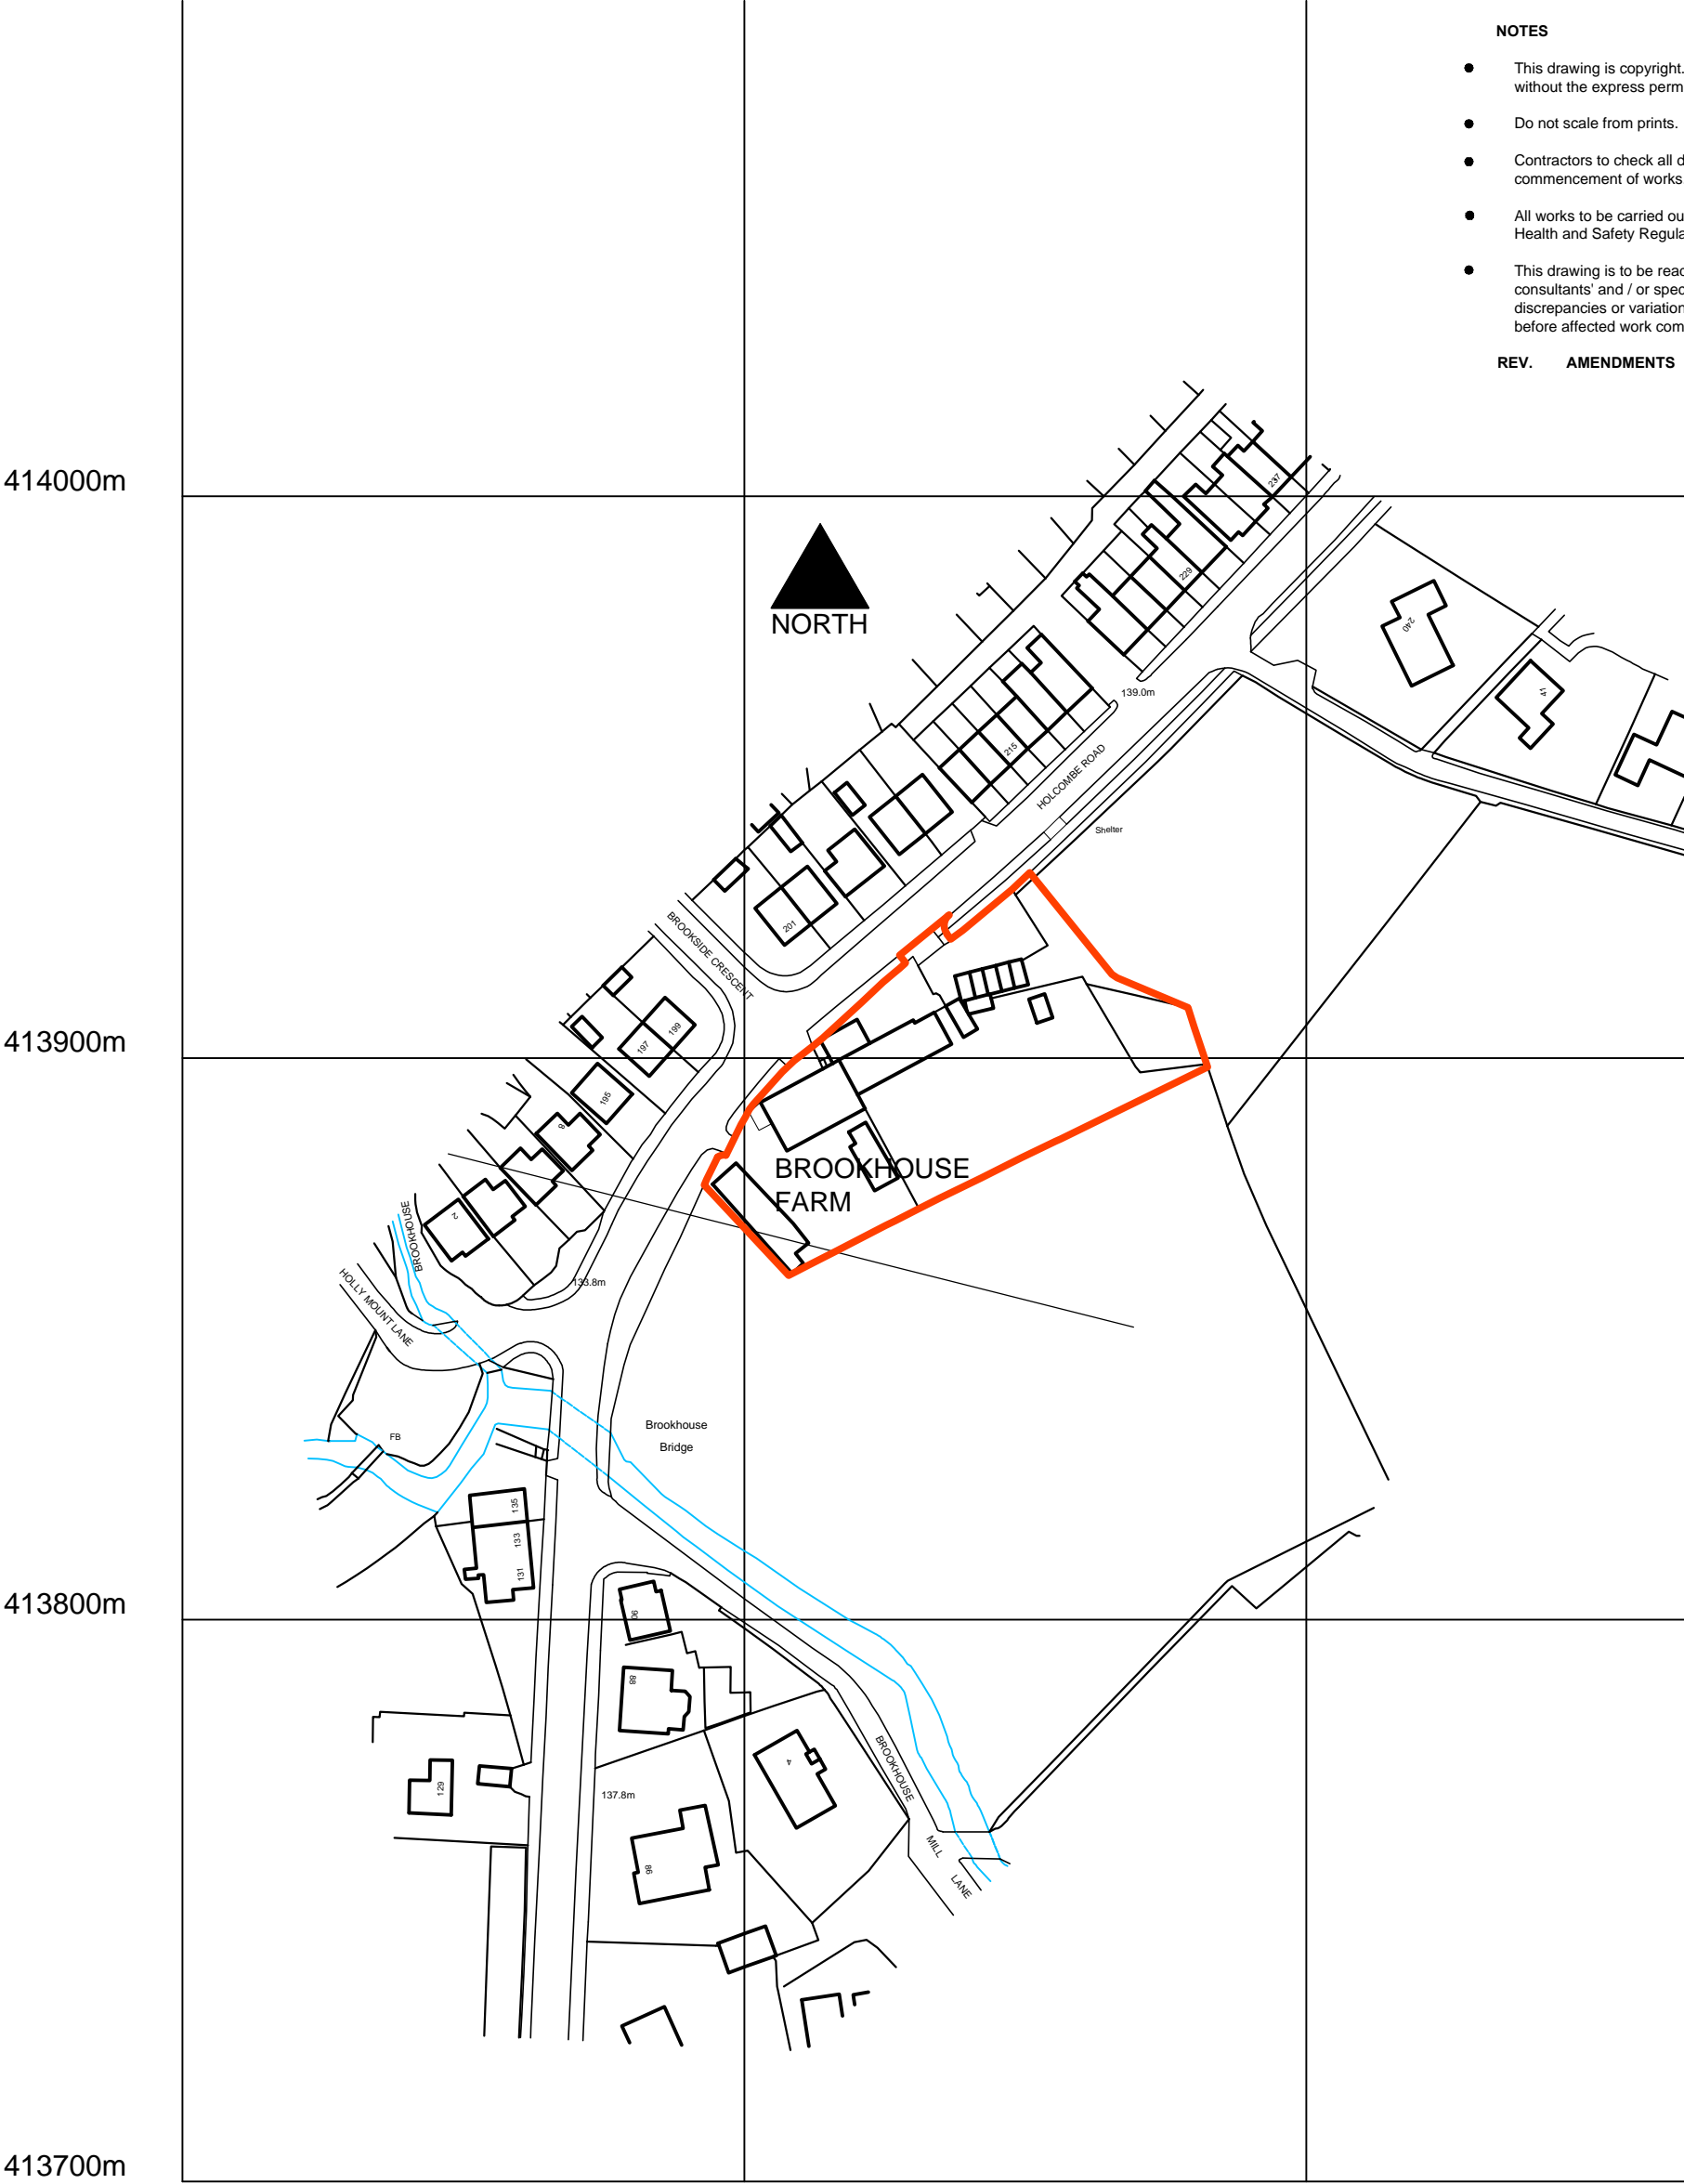 NOTES
This drawing is copyright.
without the express perm
Do not scale from prints.
Contractors to check all d
commencement of works
All works to be carried ou
Health and Safety Regula
This drawing is to be read
consultants' and / or spec
discrepancies or variation
before affected work com
REV. AMENDMENTS
414000m
NORTH
237
229
240
41
139.0m
215
HOLCOMBE ROAD
Shelter
201
BROOKSIDE CRESCENT
199
197
413900m
195
8
BROOKHOUSE
FARM
2
BROOKHOUSE
133.8m
HOLLY MOUNT LANE
Brookhouse
Bridge
FB
135
133
131
413800m
90
88
BROOKHOUSE
MILL
LANE
4
129
137.8m
86
413700m